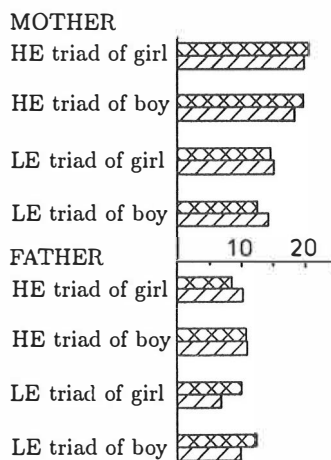 MOTHER
HE triad of girl
HE triad of boy
LE triad of girl
LE triad of boy
10 20
FATHER
HE triad of girl
HE triad of boy
LE triad of girl
LE triad of boy